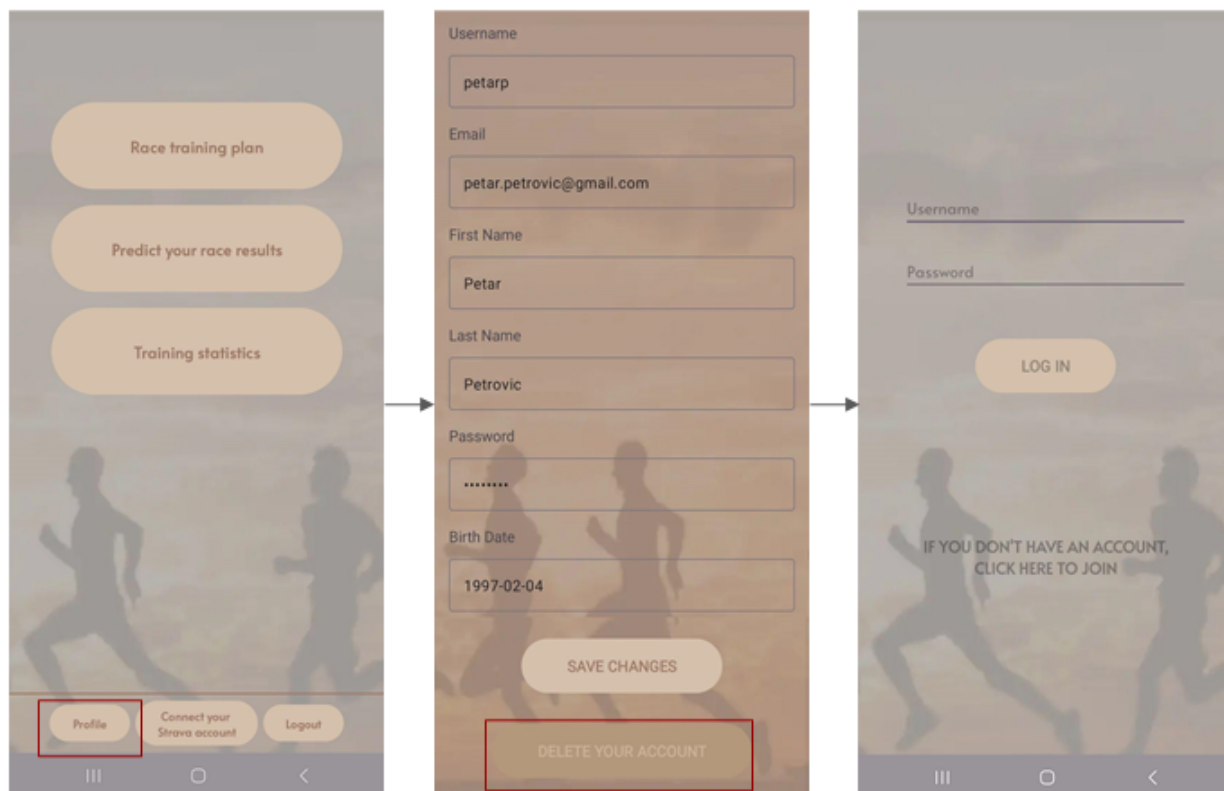 Race training plan
Predict your race results
Training statistics
Profile
Connect your
Strava account
Logout
Username
petarp
Email
petar.petrovic@gmail.com
First Name
Petar
Last Name
Petrovic
Password
••••••••
Birth Date
1997-02-04
SAVE CHANGES
DELETE YOUR ACCOUNT
Username
Password
LOG IN
IF YOU DON'T HAVE AN ACCOUNT,
CLICK HERE TO JOIN